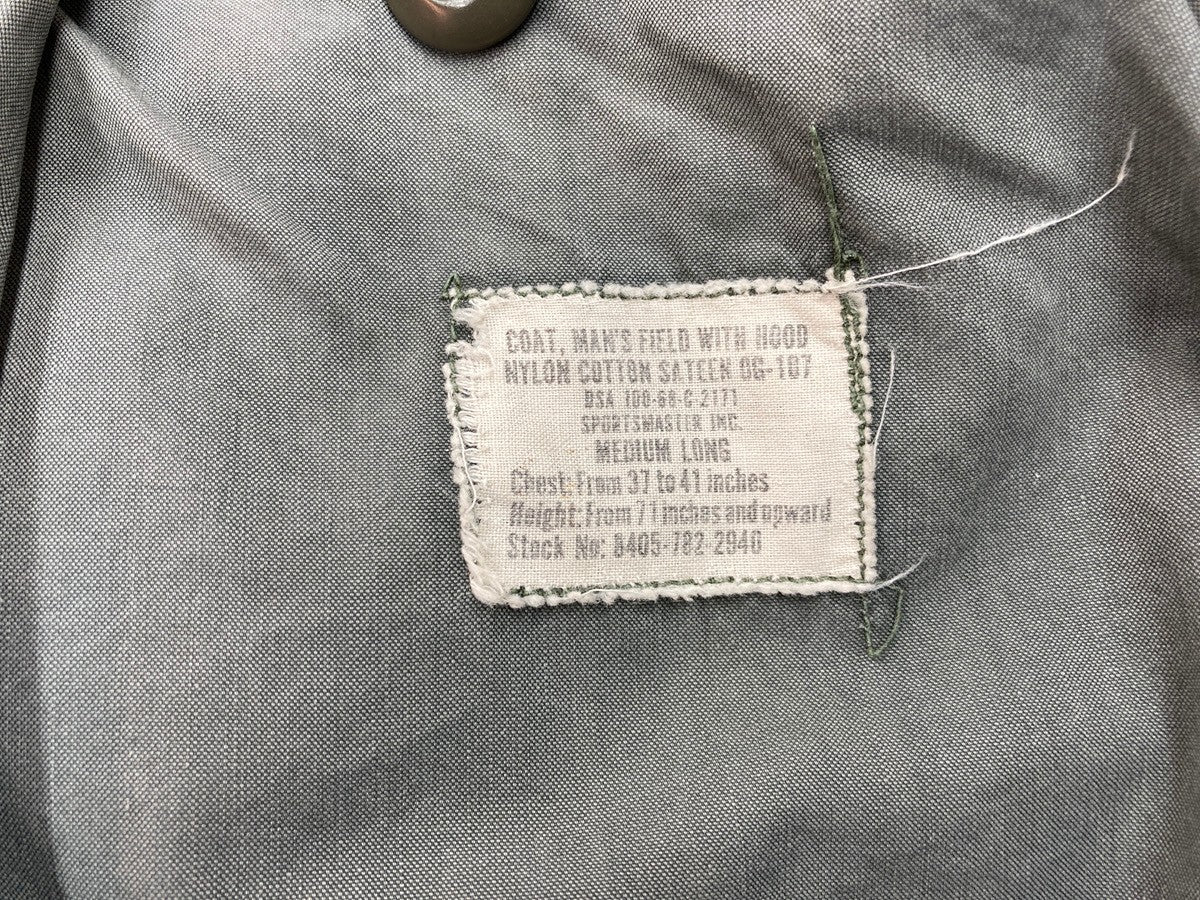 COAT, MAN'S FIELD WITH HOOD
NYLON COTTON SATEEN OG-107
DSA 100-68-C-2171
SPORTSMASTER INC.
MEDIUM LONG
Chest: From 37 to 41 inches
Height: From 71 inches and upward
Stock No: 8405-782-2946